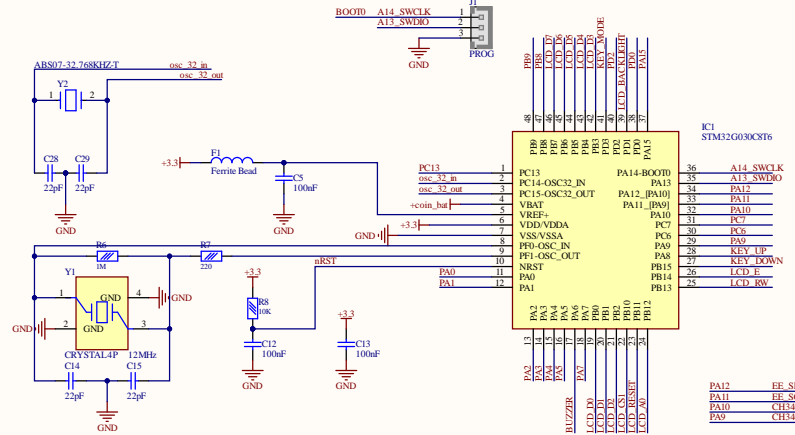 J1
BOOT0 A14_SWCLK 1
A13_SWDIO 2
3
GND
PROG
ABS07-32.768KHZ-T osc_32_in
osc_32_out
Y2
1 2
C28 C29
22pF 22pF
GND
+3.3 F1
Ferrite Bead
C5
100nF
GND
PB9 PB8 LCD_D7 LCD_D6 LCD_D5 LCD_D4 LCD_D3 KEY_MODE PD2 LCD_BACKLIGHT PD0 PA15
48 47 46 45 44 43 42 41 40 39 38 37
PB9 PB8 PB7 PB6 PB5 PB4 PB3 PD3 PD2 PD1 PD0 PA15
IC1
STM32G030C8T6
PC13 1 PC13 PA14-BOOT0 36 A14_SWCLK
osc_32_in 2 PC14-OSC32_IN PA13 35 A13_SWDIO
osc_32_out 3 PC15-OSC32_OUT PA12_[PA10] 34 PA12
+coin_bat 4 VBAT PA11_[PA9] 33 PA11
5 VREF+ PA10 32 PA10
+3.3 6 VDD/VDDA PC7 31 PC7
GND 7 VSS/VSSA PC6 30 PC6
8 PF0-OSC_IN PA9 29 PA9
9 PF1-OSC_OUT PA8 28 KEY_UP
nRST 10 NRST PB15 27 KEY_DOWN
PA0 11 PA0 PB14 26 LCD_E
PA1 12 PA1 PB13 25 LCD_RW
PA2 PA3 PA4 PA5 PA6 PA7 PB0 PB1 PB2 PB10 PB11 PB12
13 14 15 16 17 18 19 20 21 22 23 24
PA2 PA3 PA4 PA5 BUZZER PA7 LCD_D0 LCD_D1 LCD_D2 LCD_CS1 LCD_RESET LCD_A0
R6
1M
R7
220
Y1
1 GND 4 GND
GND 2 GND 3
CRYSTAL4P 12MHz
C14 C15
22pF 22pF
GND
+3.3
R8
10K
C12
100nF
GND
+3.3
C13
100nF
GND
PA12 EE_S
PA11 EE_S
PA10 CH34
PA9 CH34